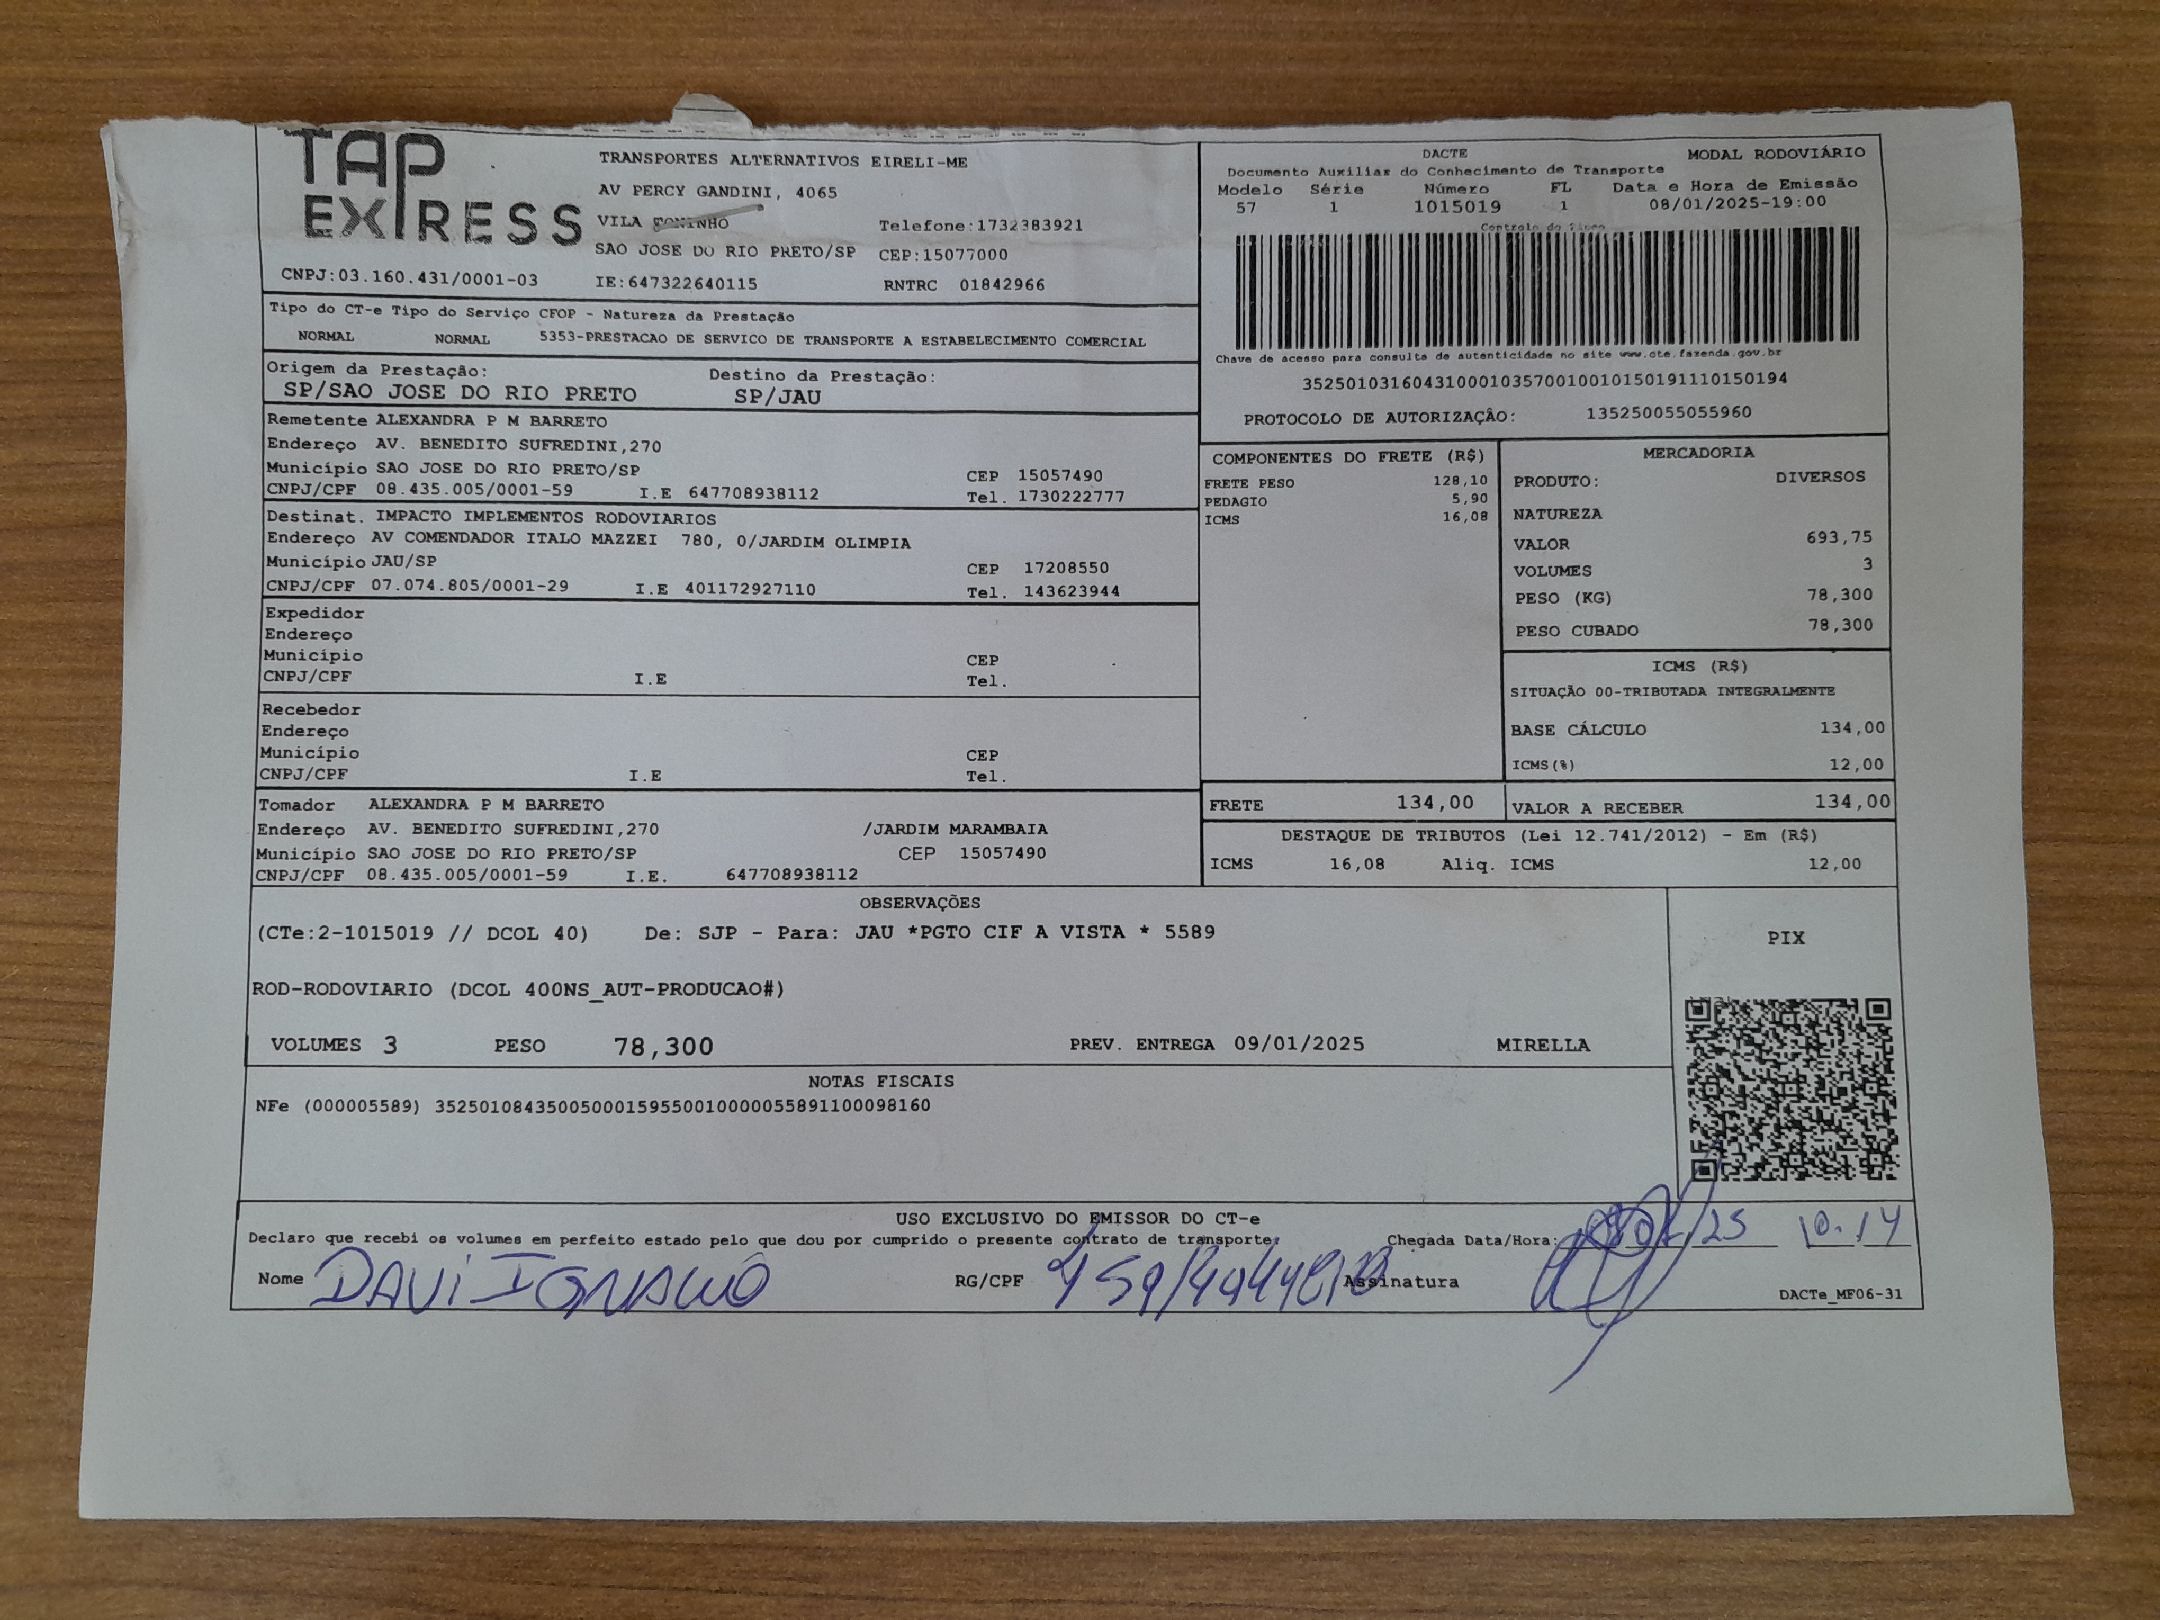 TAP
EXPRESS
TRANSPORTES ALTERNATIVOS EIRELI-ME
AV PERCY GANDINI, 4065
VILA
Telefone:1732383921
SAO JOSE DO RIO PRETO/SP CEP:15077000
CNPJ:03.160.431/0001-03 IE:647322640115 RNTRC 01842966
DACTE MODAL RODOVIÁRIO
Documento Auxiliar do Conhecimento de Transporte
Modelo Série Número FL Data e Hora de Emissão
57 1 1015019 1 08/01/2025-19:00
Controle do Fisco
Chave de acesso para consulta de autenticidade no site www.cte.fazenda.gov.br
35250103160431000103570010010150191110150194
PROTOCOLO DE AUTORIZAÇÂO: 135250055055960
Tipo do CT-e Tipo do Serviço CFOP - Natureza da Prestação
NORMAL NORMAL 5353-PRESTACAO DE SERVICO DE TRANSPORTE A ESTABELECIMENTO COMERCIAL
Origem da Prestação: Destino da Prestação:
SP/SAO JOSE DO RIO PRETO SP/JAU
Remetente ALEXANDRA P M BARRETO
Endereço AV. BENEDITO SUFREDINI,270
Município SAO JOSE DO RIO PRETO/SP CEP 15057490
CNPJ/CPF 08.435.005/0001-59 I.E 647708938112 Tel. 1730222777
Destinat. IMPACTO IMPLEMENTOS RODOVIARIOS
Endereço AV COMENDADOR ITALO MAZZEI 780, 0/JARDIM OLIMPIA
Município JAU/SP CEP 17208550
CNPJ/CPF 07.074.805/0001-29 I.E 401172927110 Tel. 143623944
Expedidor
Endereço
Município CEP
CNPJ/CPF I.E Tel.
Recebedor
Endereço
Município CEP
CNPJ/CPF I.E Tel.
Tomador ALEXANDRA P M BARRETO
Endereço AV. BENEDITO SUFREDINI,270 /JARDIM MARAMBAIA
Município SAO JOSE DO RIO PRETO/SP CEP 15057490
CNPJ/CPF 08.435.005/0001-59 I.E. 647708938112
COMPONENTES DO FRETE (R$)
FRETE PESO 128,10
PEDAGIO 5,90
ICMS 16,08
MERCADORIA
PRODUTO: DIVERSOS
NATUREZA
VALOR 693,75
VOLUMES 3
PESO (KG) 78,300
PESO CUBADO 78,300
ICMS (R$)
SITUAÇÃO 00-TRIBUTADA INTEGRALMENTE
BASE CÁLCULO 134,00
ICMS(%) 12,00
FRETE 134,00 VALOR A RECEBER 134,00
DESTAQUE DE TRIBUTOS (Lei 12.741/2012) - Em (R$)
ICMS 16,08 Aliq. ICMS 12,00
OBSERVAÇÕES
(CTe:2-1015019 // DCOL 40) De: SJP - Para: JAU *PGTO CIF A VISTA * 5589
ROD-RODOVIARIO (DCOL 400NS_AUT-PRODUCAO#)
PIX
VOLUMES 3 PESO 78,300 PREV. ENTREGA 09/01/2025 MIRELLA
NOTAS FISCAIS
NFe (000005589) 35250108435005000159550010000055891100098160
USO EXCLUSIVO DO EMISSOR DO CT-e
Declaro que recebi os volumes em perfeito estado pelo que dou por cumprido o presente contrato de transporte. Chegada Data/Hora: 10.14
Nome DAVI IGNACIO RG/CPF Assinatura
DACTe_MF06-31